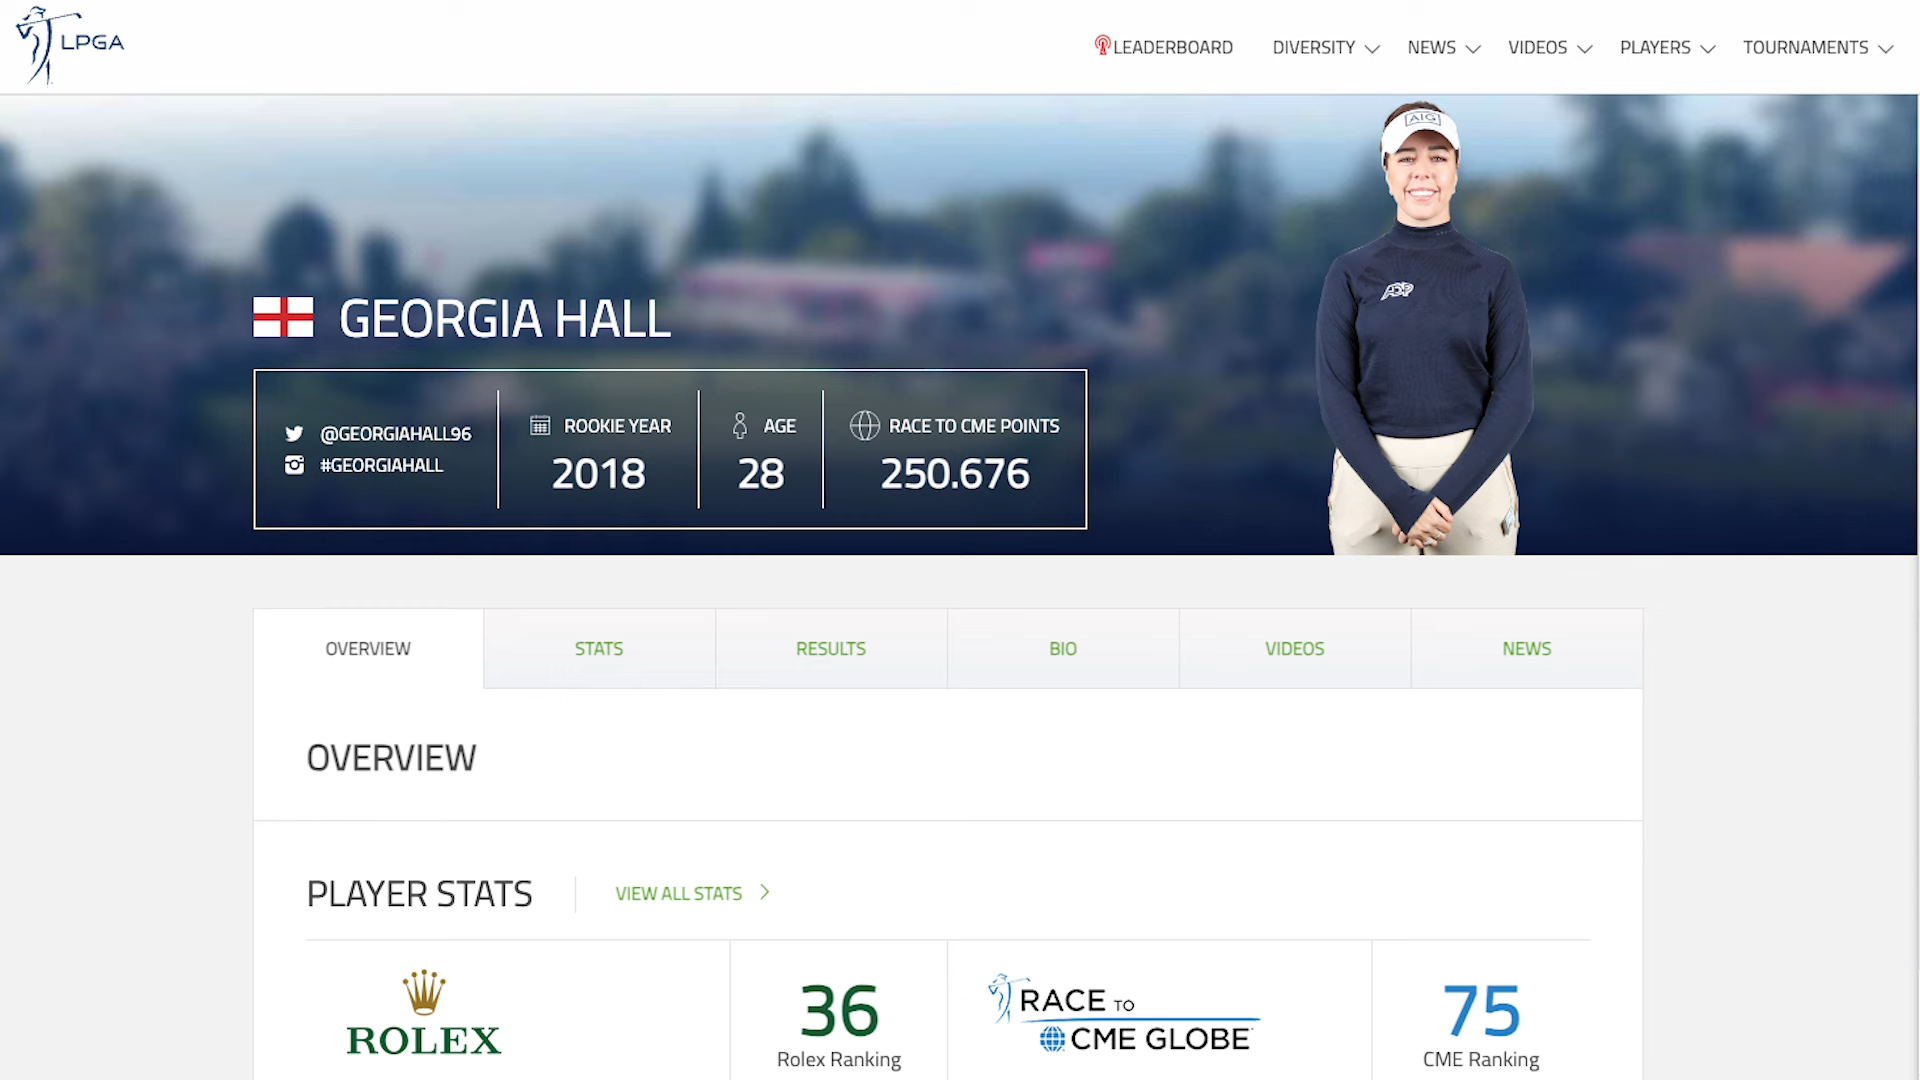 LPGA
LEADERBOARD DIVERSITY NEWS VIDEOS PLAYERS TOURNAMENTS
AIG
ADP
GEORGIA HALL
@GEORGIAHALL96
#GEORGIAHALL
ROOKIE YEAR
2018
AGE
28
RACE TO CME POINTS
250.676
OVERVIEW STATS RESULTS BIO VIDEOS NEWS
OVERVIEW
PLAYER STATS VIEW ALL STATS
ROLEX
36
Rolex Ranking
RACE TO
CME GLOBE
75
CME Ranking